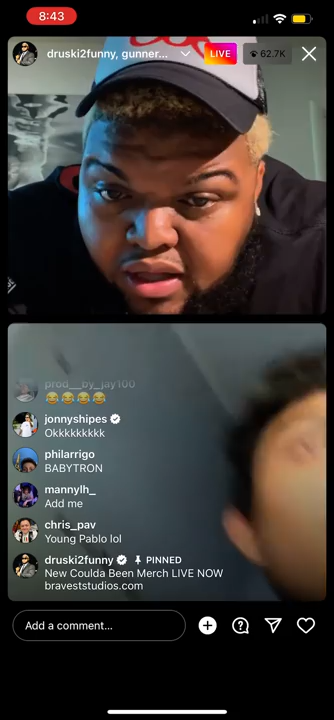 8:43
druski2funny, gunner...
LIVE
62.7K
prod__by_jay100
😂😂😂😂
jonnyshipes
Okkkkkkkkk
philarrigo
BABYTRON
mannylh_
Add me
chris_pav
Young Pablo lol
druski2funny PINNED
New Coulda Been Merch LIVE NOW
braveststudios.com
Add a comment...